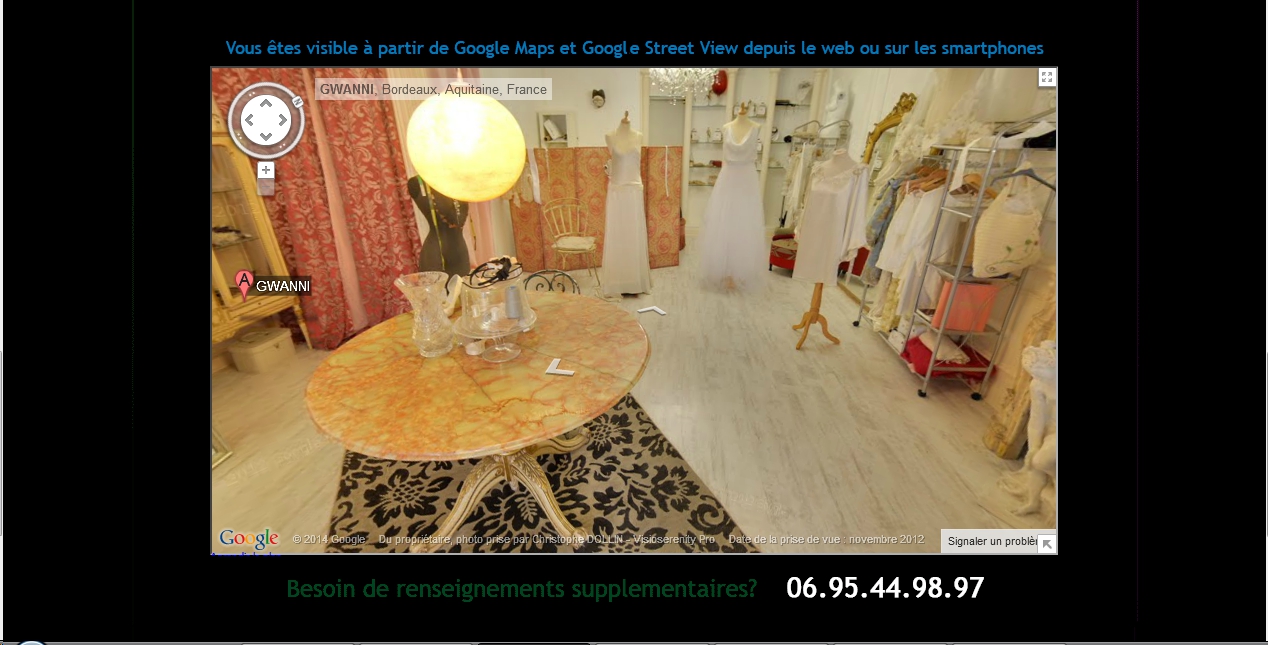 Vous êtes visible à partir de Google Maps et Google Street View depuis le web ou sur les smartphones
GWANNI, Bordeaux, Aquitaine, France
N
+
A GWANNI
Google © 2014 Google Du propriétaire, photo prise par Christophe DOLLIN - Visioserenity Pro Date de la prise de vue : novembre 2012
Signaler un problè
Besoin de renseignements supplementaires? 06.95.44.98.97